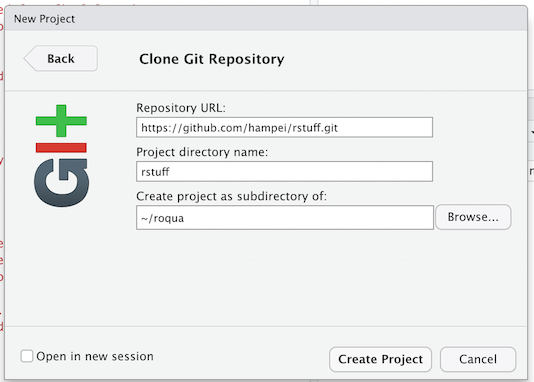 New Project
Back
Clone Git Repository
GIt
Repository URL:
https://github.com/hampei/rstuff.git
Project directory name:
rstuff
Create project as subdirectory of:
~/roqua
Browse...
Open in new session
Create Project
Cancel